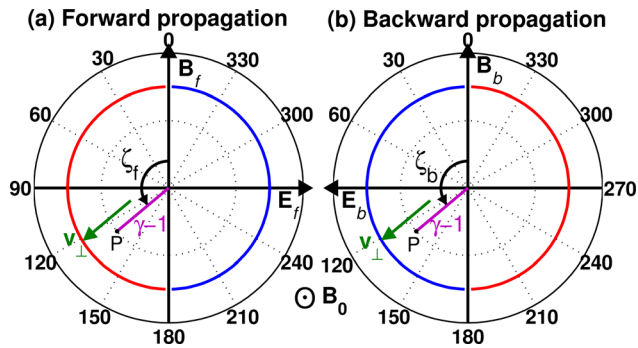 (a) Forward propagation
0
30
330
B_f
60
300
ζ_f
90
E_f
P
γ−1
v_⊥
120
240
150
210
180
(b) Backward propagation
0
30
330
B_b
60
300
ζ_b
E_b
270
P
γ−1
v_⊥
120
240
⊙ B_0
150
210
180